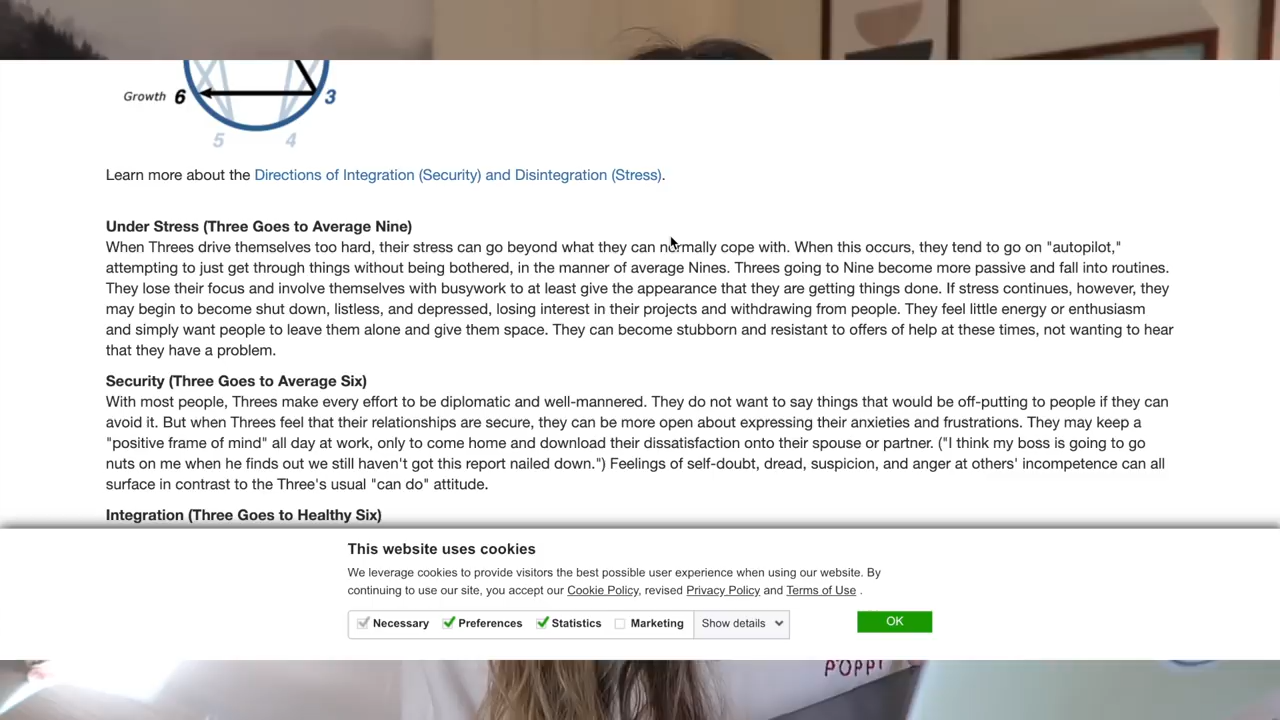 Growth 6
3
5 4
Learn more about the Directions of Integration (Security) and Disintegration (Stress).
Under Stress (Three Goes to Average Nine)
When Threes drive themselves too hard, their stress can go beyond what they can normally cope with. When this occurs, they tend to go on "autopilot,"
attempting to just get through things without being bothered, in the manner of average Nines. Threes going to Nine become more passive and fall into routines.
They lose their focus and involve themselves with busywork to at least give the appearance that they are getting things done. If stress continues, however, they
may begin to become shut down, listless, and depressed, losing interest in their projects and withdrawing from people. They feel little energy or enthusiasm
and simply want people to leave them alone and give them space. They can become stubborn and resistant to offers of help at these times, not wanting to hear
that they have a problem.
Security (Three Goes to Average Six)
With most people, Threes make every effort to be diplomatic and well-mannered. They do not want to say things that would be off-putting to people if they can
avoid it. But when Threes feel that their relationships are secure, they can be more open about expressing their anxieties and frustrations. They may keep a
"positive frame of mind" all day at work, only to come home and download their dissatisfaction onto their spouse or partner. ("I think my boss is going to go
nuts on me when he finds out we still haven't got this report nailed down.") Feelings of self-doubt, dread, suspicion, and anger at others' incompetence can all
surface in contrast to the Three's usual "can do" attitude.
Integration (Three Goes to Healthy Six)
This website uses cookies
We leverage cookies to provide visitors the best possible user experience when using our website. By
continuing to use our site, you accept our Cookie Policy, revised Privacy Policy and Terms of Use .
Necessary Preferences Statistics Marketing Show details
OK
POPPY